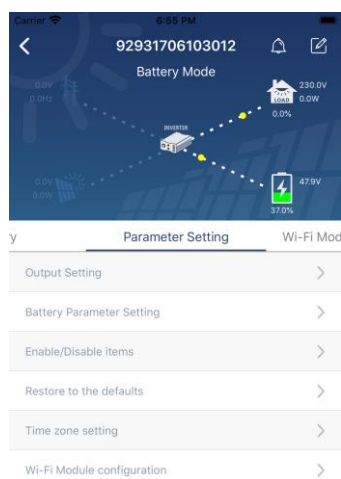 Carrier 6:55 PM
92931706103012
Battery Mode
0.0V
0.0Hz
230.0V
LOAD 0.0W
0.0%
INVERTER
0.0V
0.0W
47.9V
37.0%
y Parameter Setting Wi-Fi Mod
Output Setting
Battery Parameter Setting
Enable/Disable items
Restore to the defaults
Time zone setting
Wi-Fi Module configuration